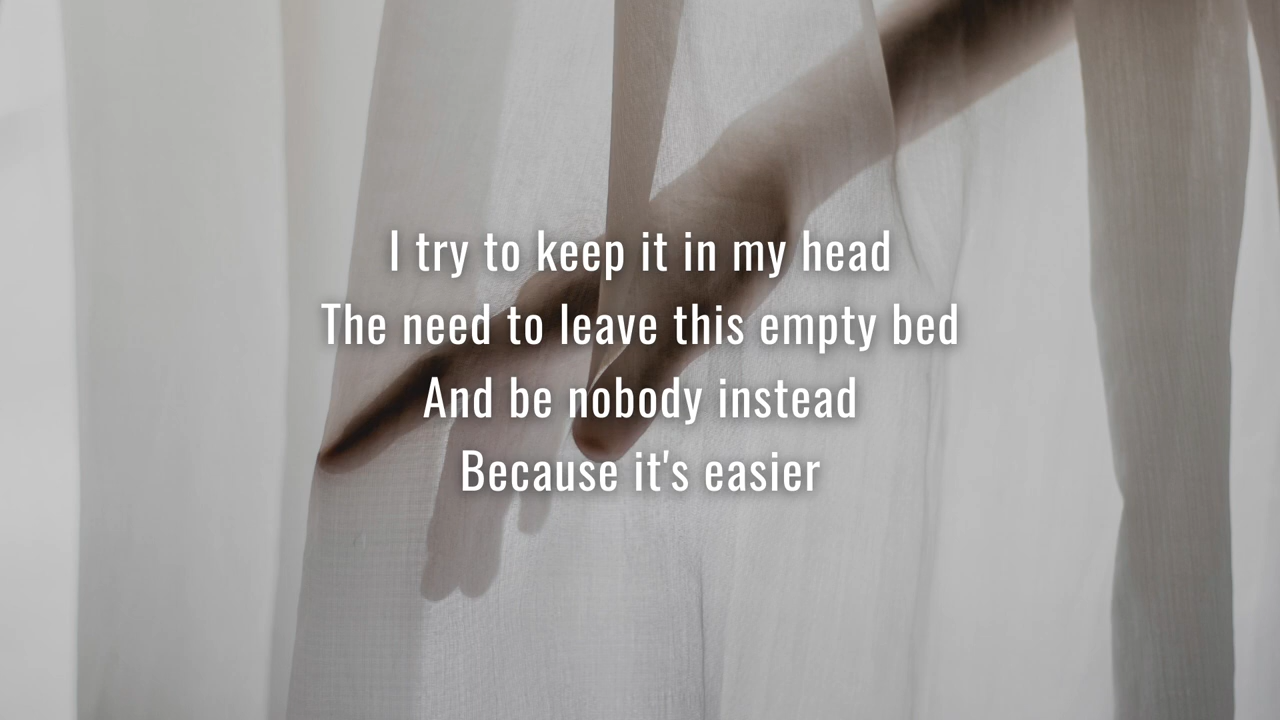 I try to keep it in my head
The need to leave this empty bed
And be nobody instead
Because it's easier